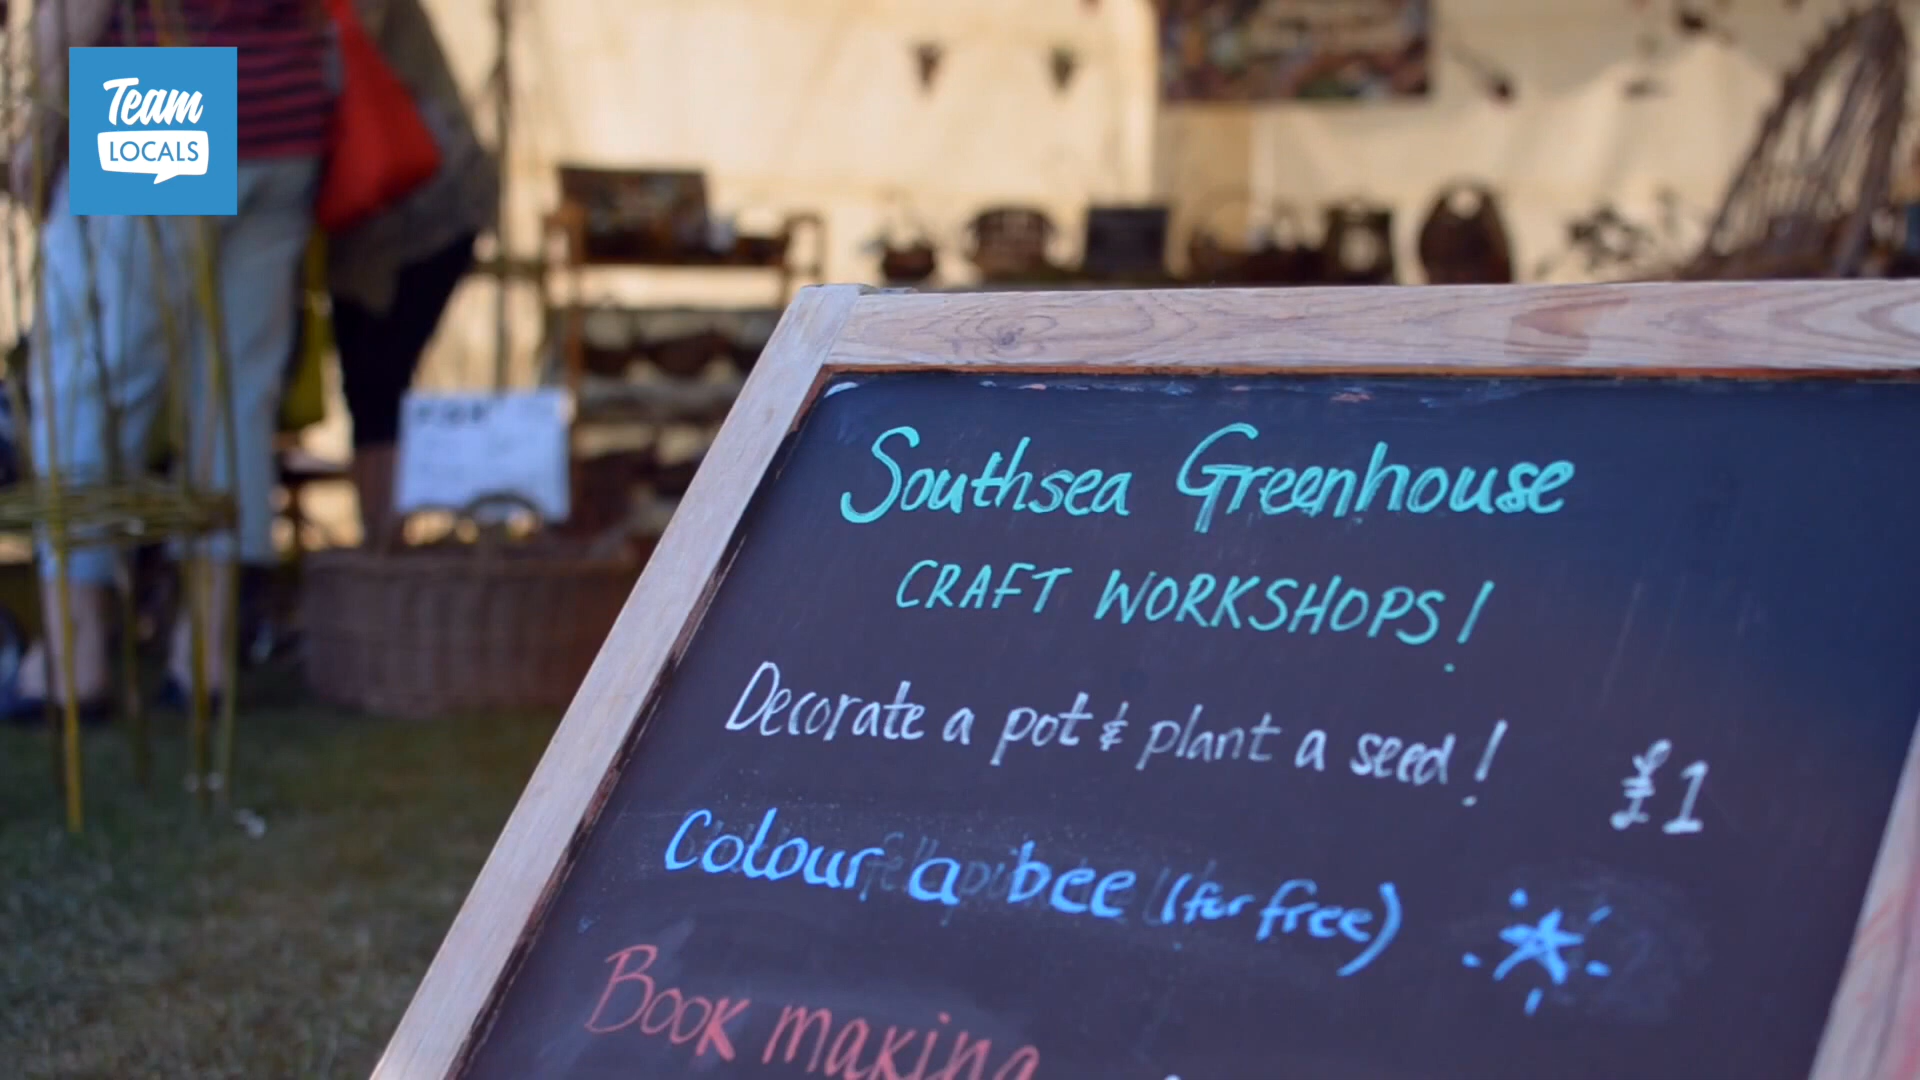 Team
LOCALS
Southsea Greenhouse
CRAFT WORKSHOPS!
Decorate a pot & plant a seed! £1
Colour a bee (for free)
Book making